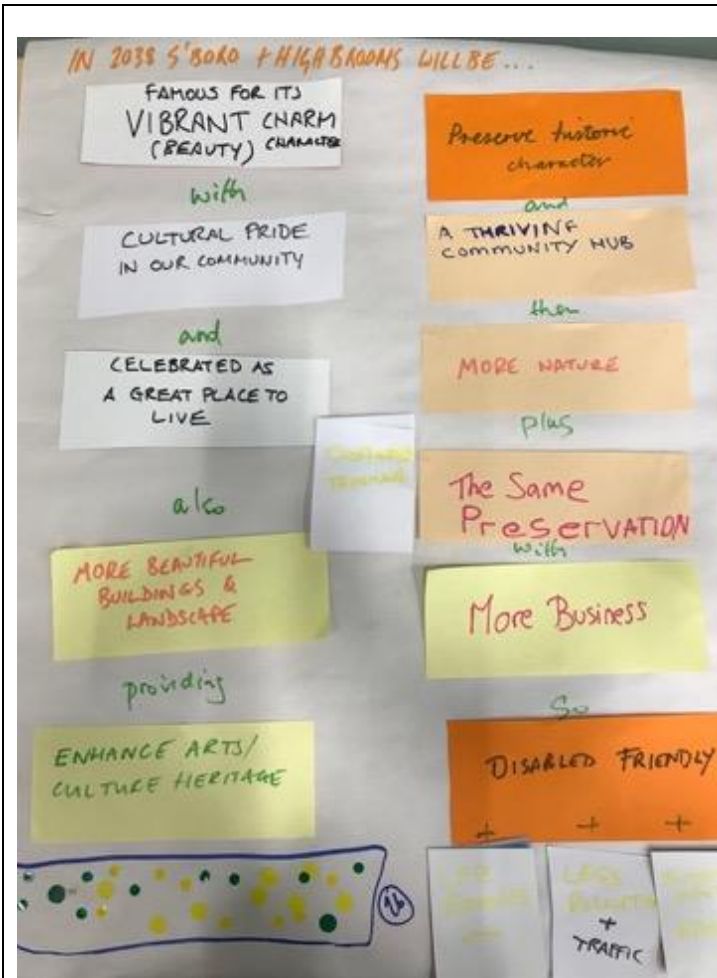 IN 2038 S'BORO + HIGHBROOMS WILL BE...
FAMOUS FOR ITS
VIBRANT CHARM
(BEAUTY) CHARACTER
with
CULTURAL PRIDE
IN OUR COMMUNITY
and
CELEBRATED AS
A GREAT PLACE TO
LIVE
also
MORE BEAUTIFUL
BUILDINGS &
LANDSCAPE
providing
ENHANCE ARTS/
CULTURE HERITAGE
Preserve historic
character
and
A THRIVING
COMMUNITY HUB
then
MORE NATURE
plus
The Same
PreserVATION
with
More Business
So
DISABLED FRIENDLY
+ + +
LESS
+
TRAFFIC
26